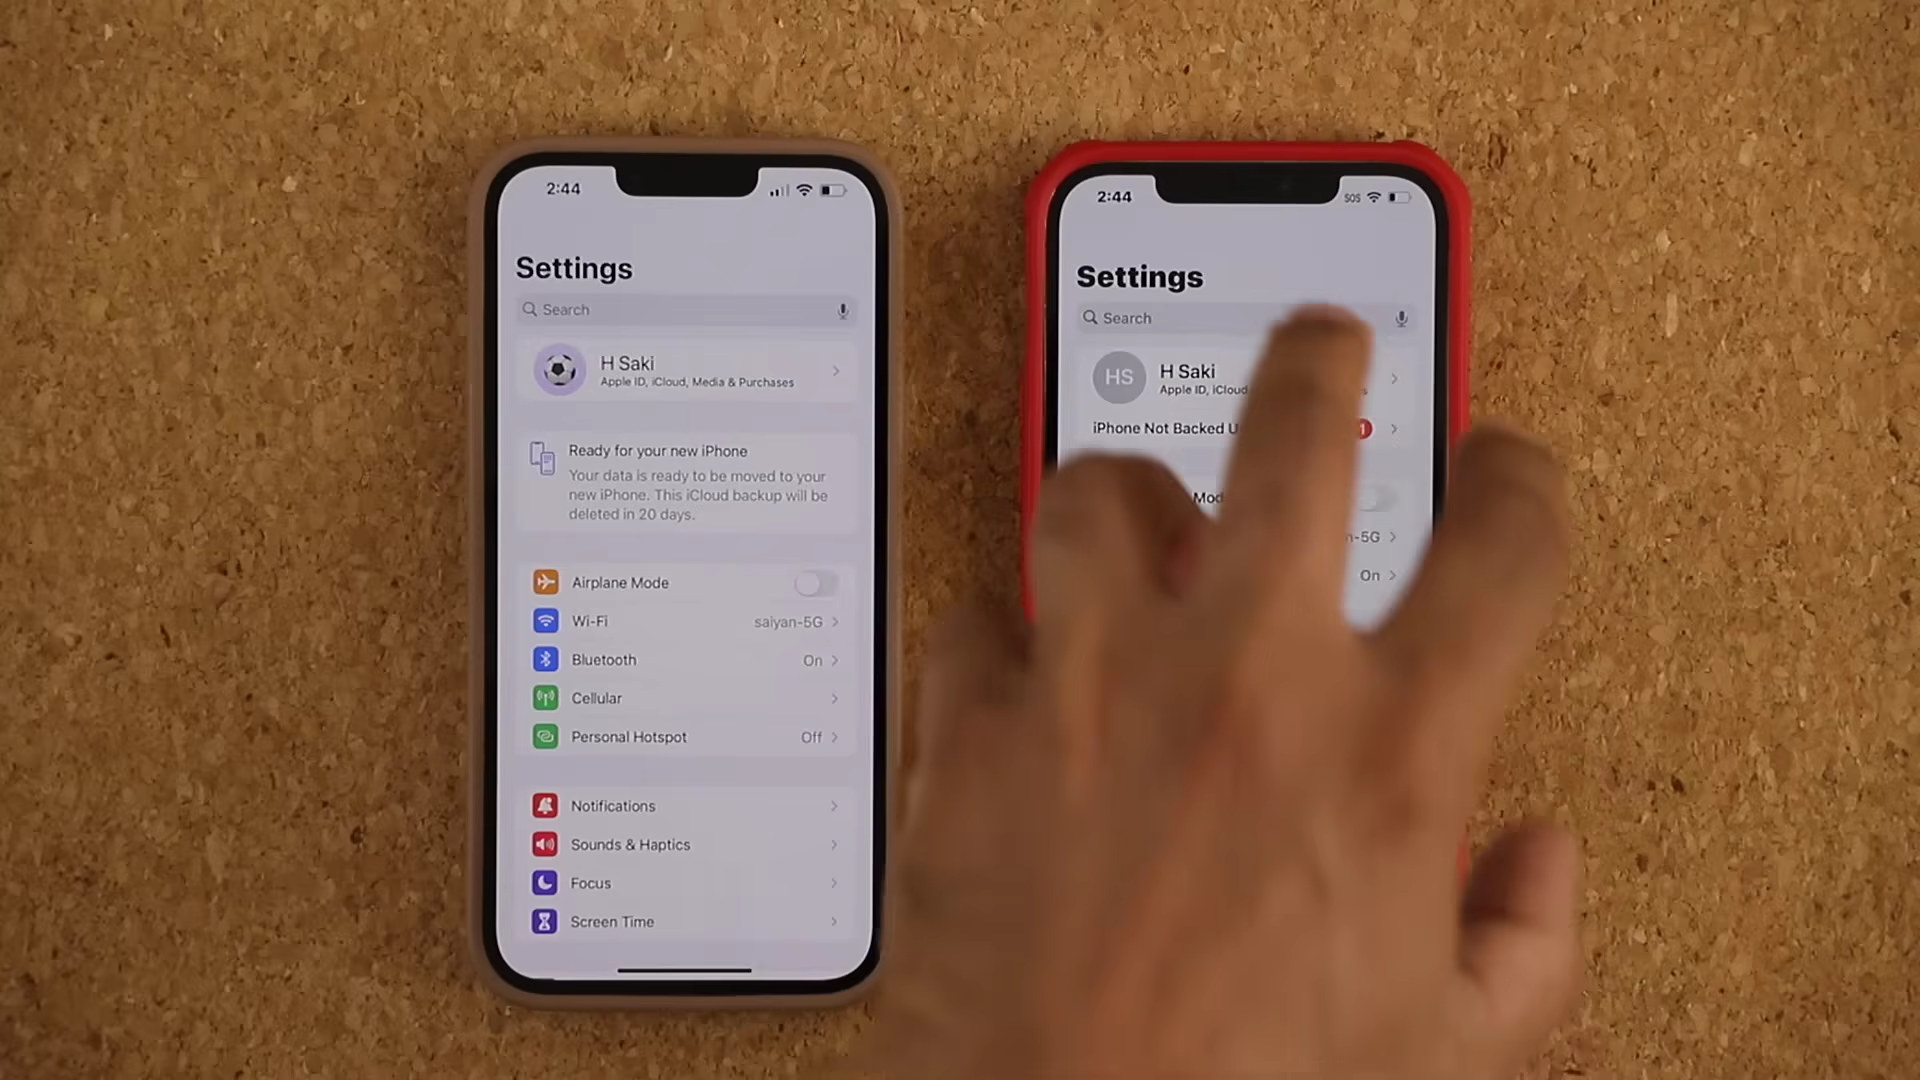 2:44
Settings
Search
H Saki
Apple ID, iCloud, Media & Purchases
Ready for your new iPhone
Your data is ready to be moved to your
new iPhone. This iCloud backup will be
deleted in 20 days.
Airplane Mode
Wi-Fi saiyan-5G
Bluetooth On
Cellular
Personal Hotspot Off
Notifications
Sounds & Haptics
Focus
Screen Time
2:44 SOS
Settings
Search
HS H Saki
Apple ID, iCloud
iPhone Not Backed 1
n-5G
On